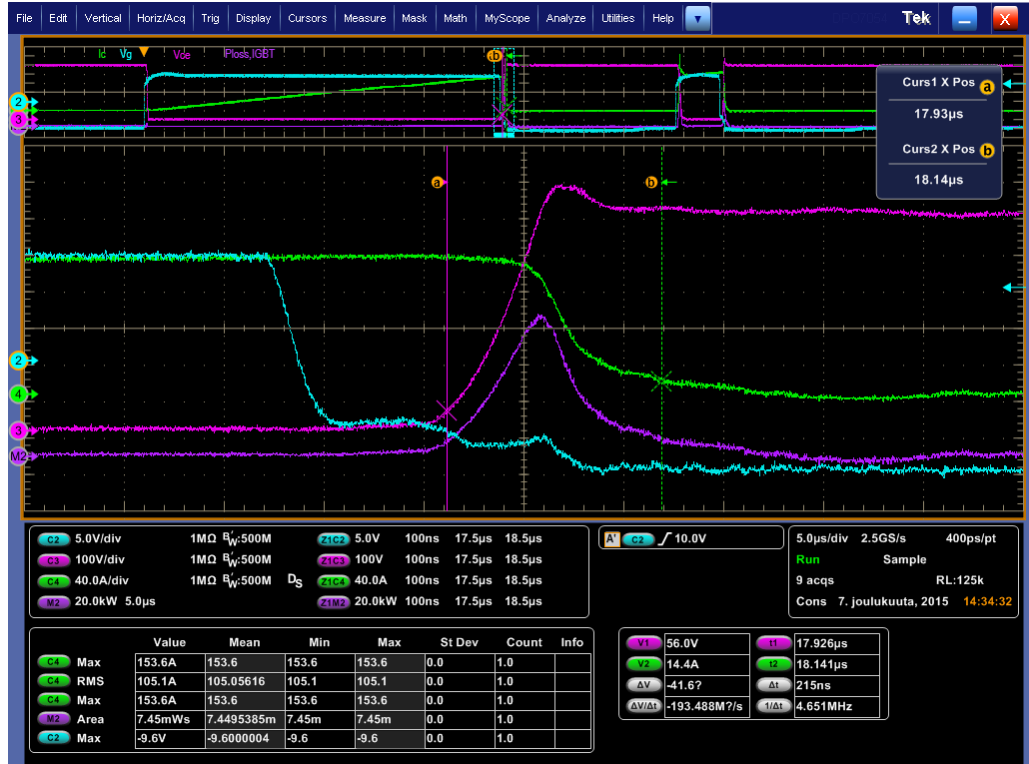 File Edit Vertical Horiz/Acq Trig Display Cursors Measure Mask Math MyScope Analyze Utilities Help Tek X
Ic Vg Vce Ploss,IGBT
b
Curs1 X Pos a
17.93µs
Curs2 X Pos b
18.14µs
2
3
a b
2
4
3
M2
C2 5.0V/div 1MΩ BW:500M Z1C2 5.0V 100ns 17.5µs 18.5µs
C3 100V/div 1MΩ BW:500M Z1C3 100V 100ns 17.5µs 18.5µs
C4 40.0A/div 1MΩ BW:500M DS Z1C4 40.0A 100ns 17.5µs 18.5µs
M2 20.0kW 5.0µs Z1M2 20.0kW 100ns 17.5µs 18.5µs
A' C2 10.0V
5.0µs/div 2.5GS/s 400ps/pt
Run Sample
9 acqs RL:125k
Cons 7. joulukuuta, 2015 14:34:32
Value Mean Min Max St Dev Count Info
C4 Max 153.6A 153.6 153.6 153.6 0.0 1.0
C4 RMS 105.1A 105.05616 105.1 105.1 0.0 1.0
C4 Max 153.6A 153.6 153.6 153.6 0.0 1.0
M2 Area 7.45mWs 7.4495385m 7.45m 7.45m 0.0 1.0
C2 Max -9.6V -9.6000004 -9.6 -9.6 0.0 1.0
V1 56.0V t1 17.926µs
V2 14.4A t2 18.141µs
ΔV -41.6? Δt 215ns
ΔV/Δt -193.488M?/s 1/Δt 4.651MHz